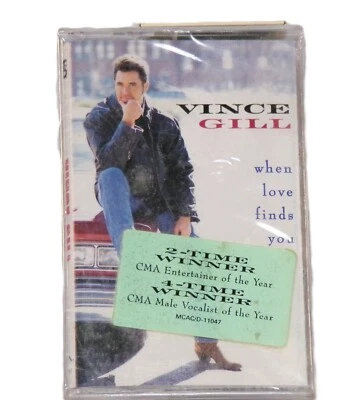 VINCE
GILL
when
love
finds
you
2-TIME
WINNER
CMA Entertainer of the Year
4-TIME
WINNER
CMA Male Vocalist of the Year
MCAC/D-11047